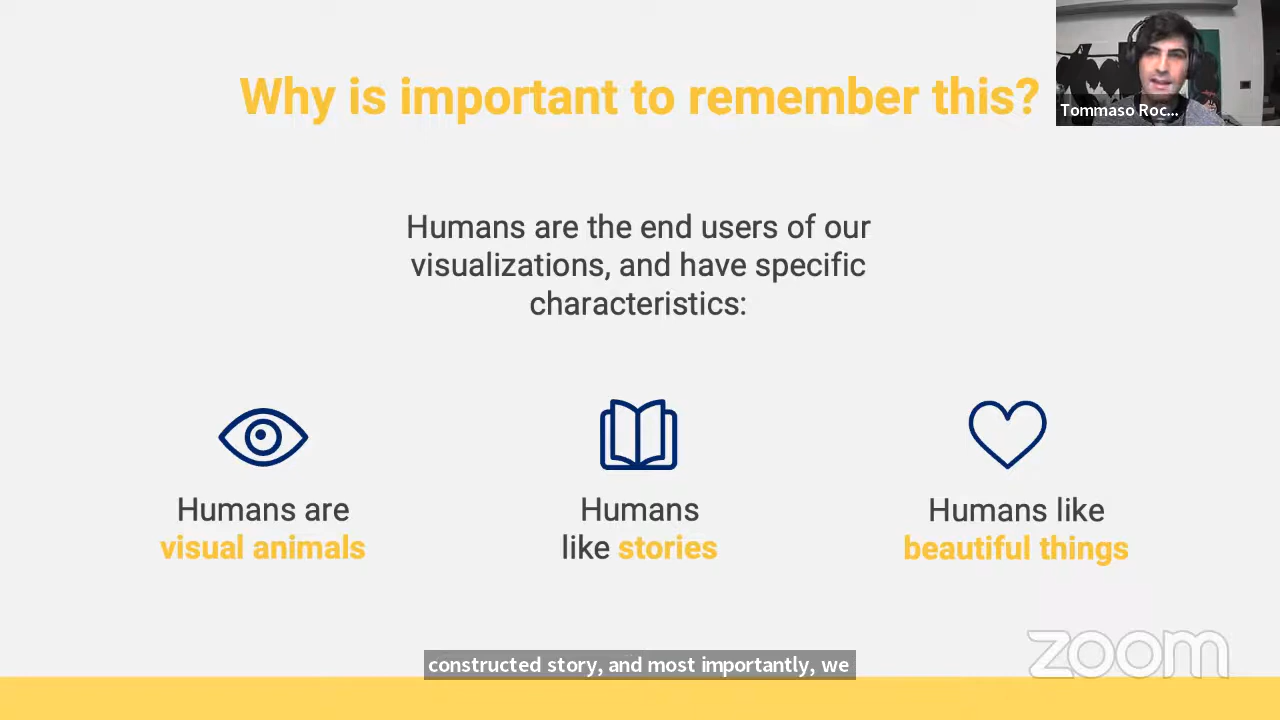 Why is important to remember this?
Tommaso Roc...
Humans are the end users of our
visualizations, and have specific
characteristics:
Humans are
visual animals
Humans
like stories
Humans like
beautiful things
constructed story, and most importantly, we
zoom